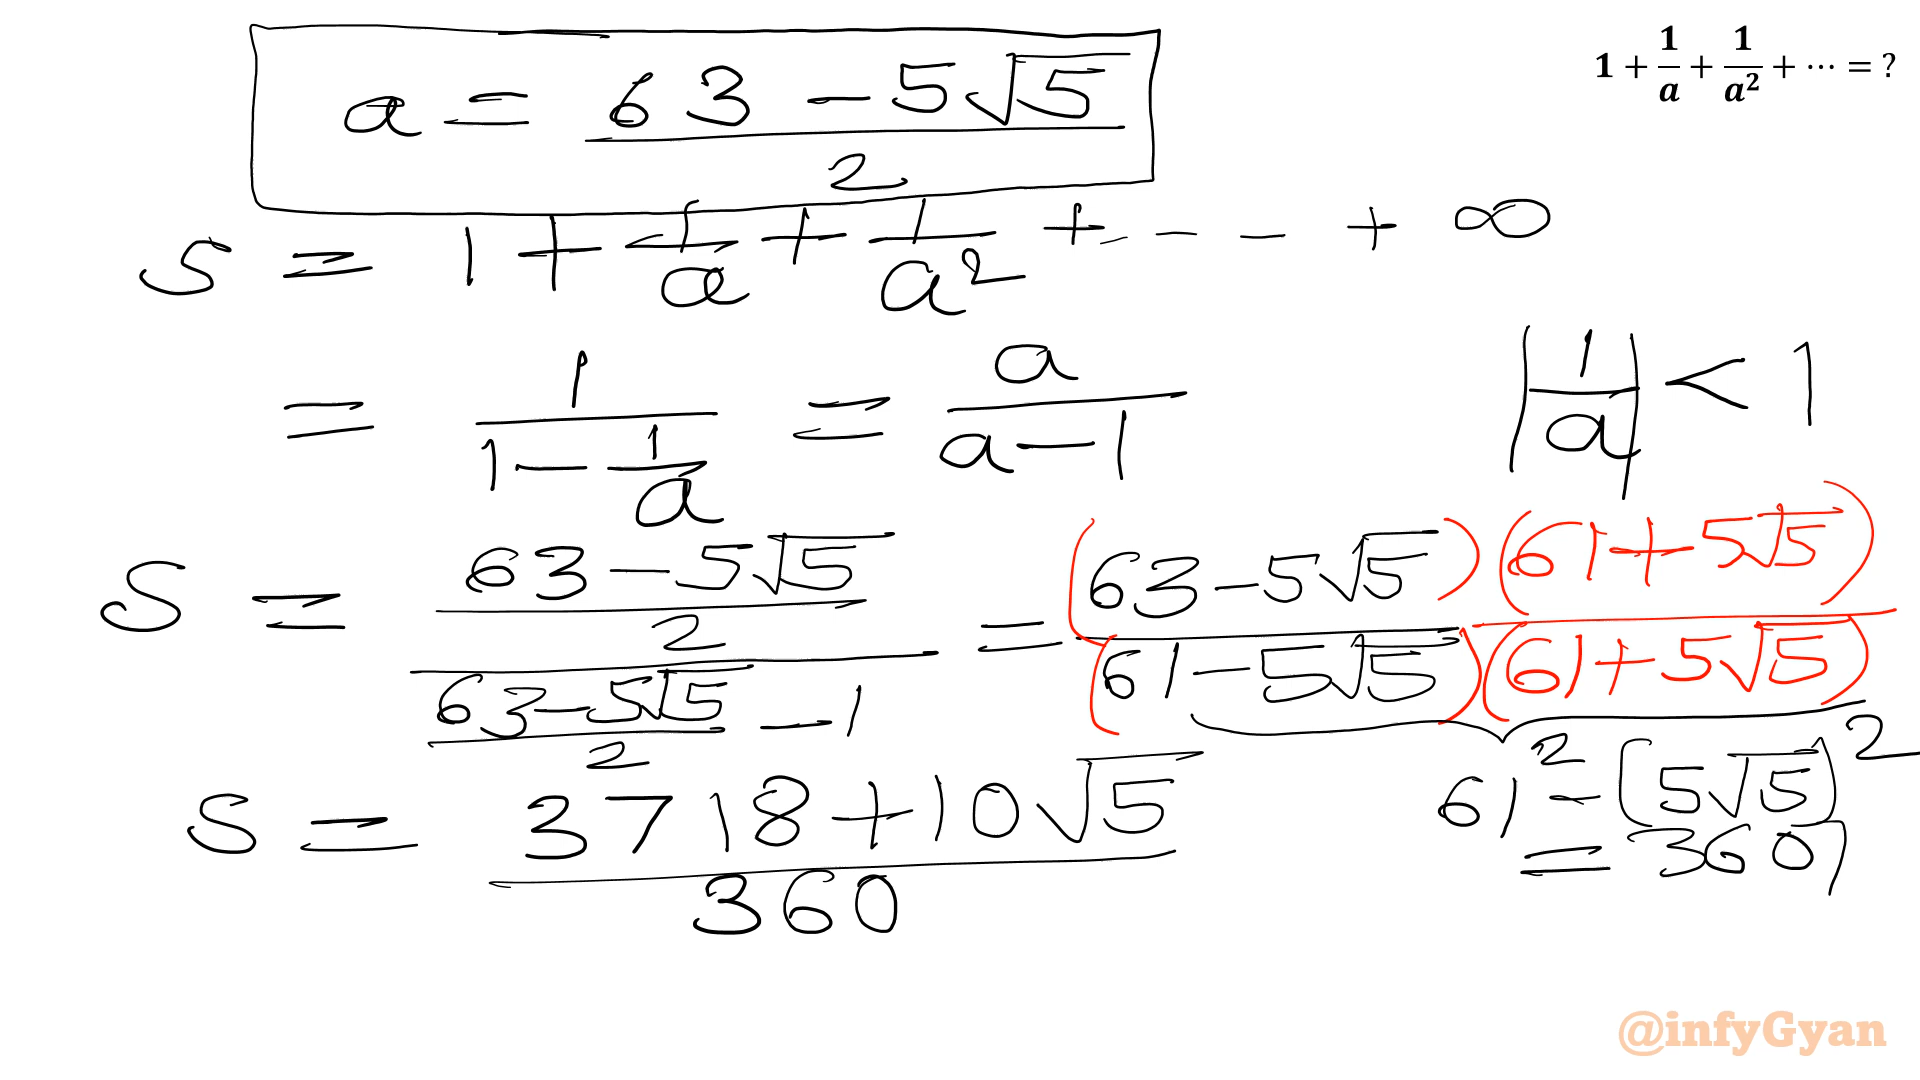 1 + 1/a + 1/a² + ⋯ = ?
a = (63 − 5√5)/2
S = 1 + 1/a + 1/a² + - - - + ∞
= 1/(1 − 1/a) = a/(a − 1)
|1/a| < 1
S = ((63 − 5√5)/2)/((63 − 5√5)/2 − 1) = (63 − 5√5)(61 + 5√5)/(61 − 5√5)(61 + 5√5)
61² − (5√5)²
= 360
S = (3718 + 10√5)/360
@infyGyan